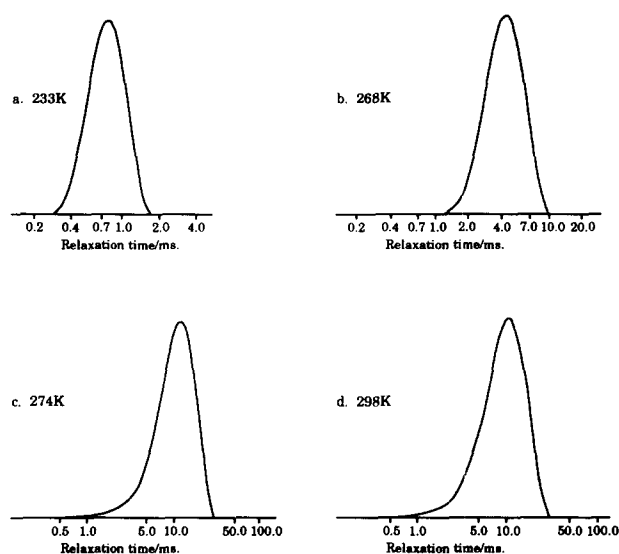 a. 233K
0.2 0.4 0.7 1.0 2.0 4.0
Relaxation time/ms.
b. 268K
0.2 0.4 0.7 1.0 2.0 4.0 7.0 10.0 20.0
Relaxation time/ms.
c. 274K
0.5 1.0 5.0 10.0 50.0 100.0
Relaxation time/ms.
d. 298K
0.5 1.0 5.0 10.0 50.0 100.0
Relaxation time/ms.